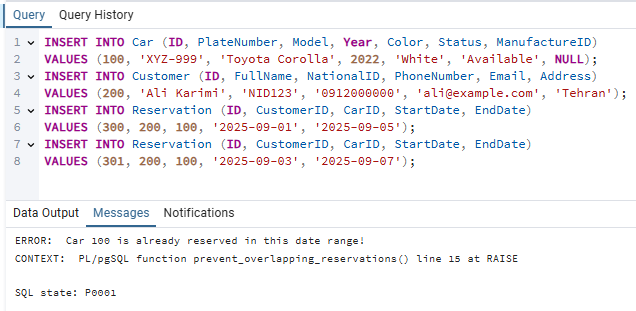 Query Query History
1 INSERT INTO Car (ID, PlateNumber, Model, Year, Color, Status, ManufactureID)
2 VALUES (100, 'XYZ-999', 'Toyota Corolla', 2022, 'White', 'Available', NULL);
3 INSERT INTO Customer (ID, FullName, NationalID, PhoneNumber, Email, Address)
4 VALUES (200, 'Ali Karimi', 'NID123', '0912000000', 'ali@example.com', 'Tehran');
5 INSERT INTO Reservation (ID, CustomerID, CarID, StartDate, EndDate)
6 VALUES (300, 200, 100, '2025-09-01', '2025-09-05');
7 INSERT INTO Reservation (ID, CustomerID, CarID, StartDate, EndDate)
8 VALUES (301, 200, 100, '2025-09-03', '2025-09-07');
Data Output Messages Notifications
ERROR:  Car 100 is already reserved in this date range!
CONTEXT:  PL/pgSQL function prevent_overlapping_reservations() line 15 at RAISE
SQL state: P0001